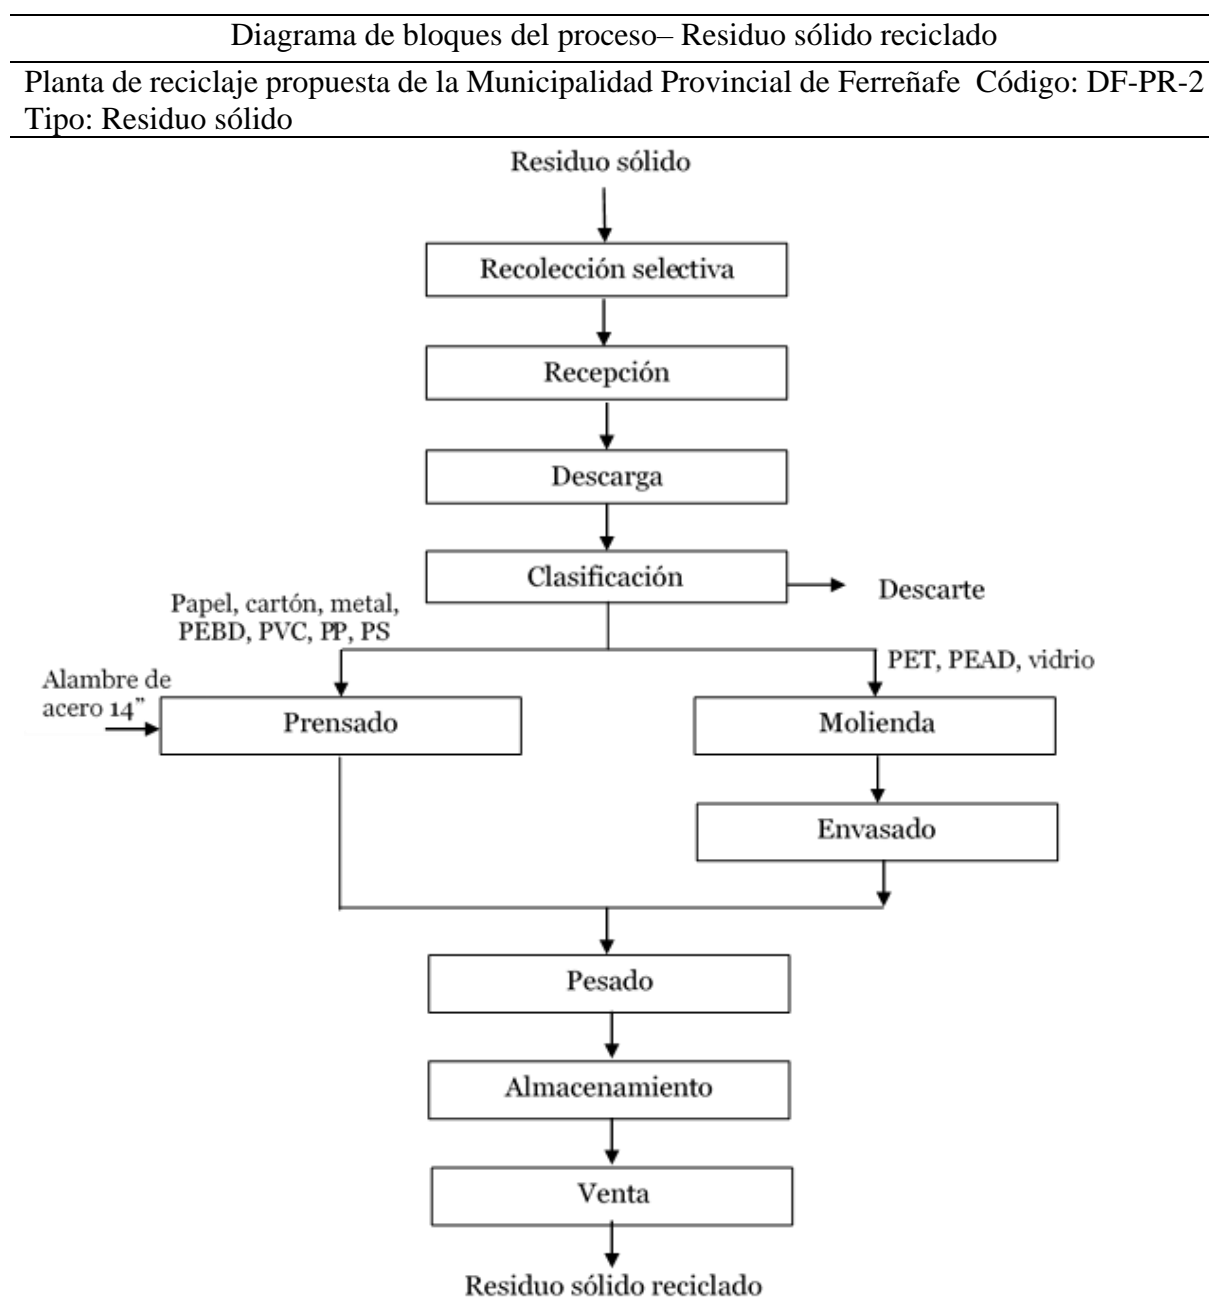 Diagrama de bloques del proceso– Residuo sólido reciclado
Planta de reciclaje propuesta de la Municipalidad Provincial de Ferreñafe Código: DF-PR-2
Tipo: Residuo sólido
Residuo sólido
Recolección selectiva
Recepción
Descarga
Clasificación
Descarte
Papel, cartón, metal,
PEBD, PVC, PP, PS
PET, PEAD, vidrio
Alambre de
acero 14”
Prensado
Molienda
Envasado
Pesado
Almacenamiento
Venta
Residuo sólido reciclado